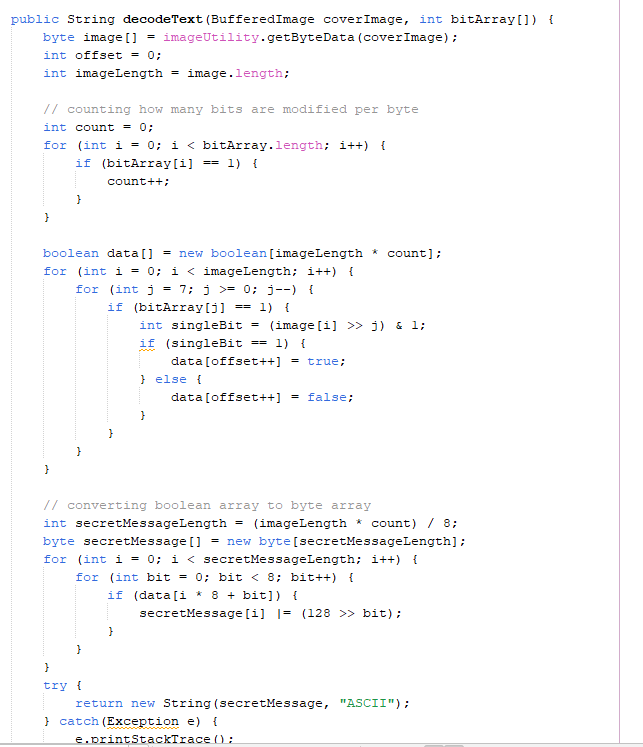 public String decodeText(BufferedImage coverImage, int bitArray[]) {
    byte image[] = imageUtility.getByteData(coverImage);
    int offset = 0;
    int imageLength = image.length;

    // counting how many bits are modified per byte
    int count = 0;
    for (int i = 0; i < bitArray.length; i++) {
        if (bitArray[i] == 1) {
            count++;
        }
    }

    boolean data[] = new boolean[imageLength * count];
    for (int i = 0; i < imageLength; i++) {
        for (int j = 7; j >= 0; j--) {
            if (bitArray[j] == 1) {
                int singleBit = (image[i] >> j) & 1;
                if (singleBit == 1) {
                    data[offset++] = true;
                } else {
                    data[offset++] = false;
                }
            }
        }
    }

    // converting boolean array to byte array
    int secretMessageLength = (imageLength * count) / 8;
    byte secretMessage[] = new byte[secretMessageLength];
    for (int i = 0; i < secretMessageLength; i++) {
        for (int bit = 0; bit < 8; bit++) {
            if (data[i * 8 + bit]) {
                secretMessage[i] |= (128 >> bit);
            }
        }
    }
    try {
        return new String(secretMessage, "ASCII");
    } catch(Exception e) {
        e.printStackTrace();